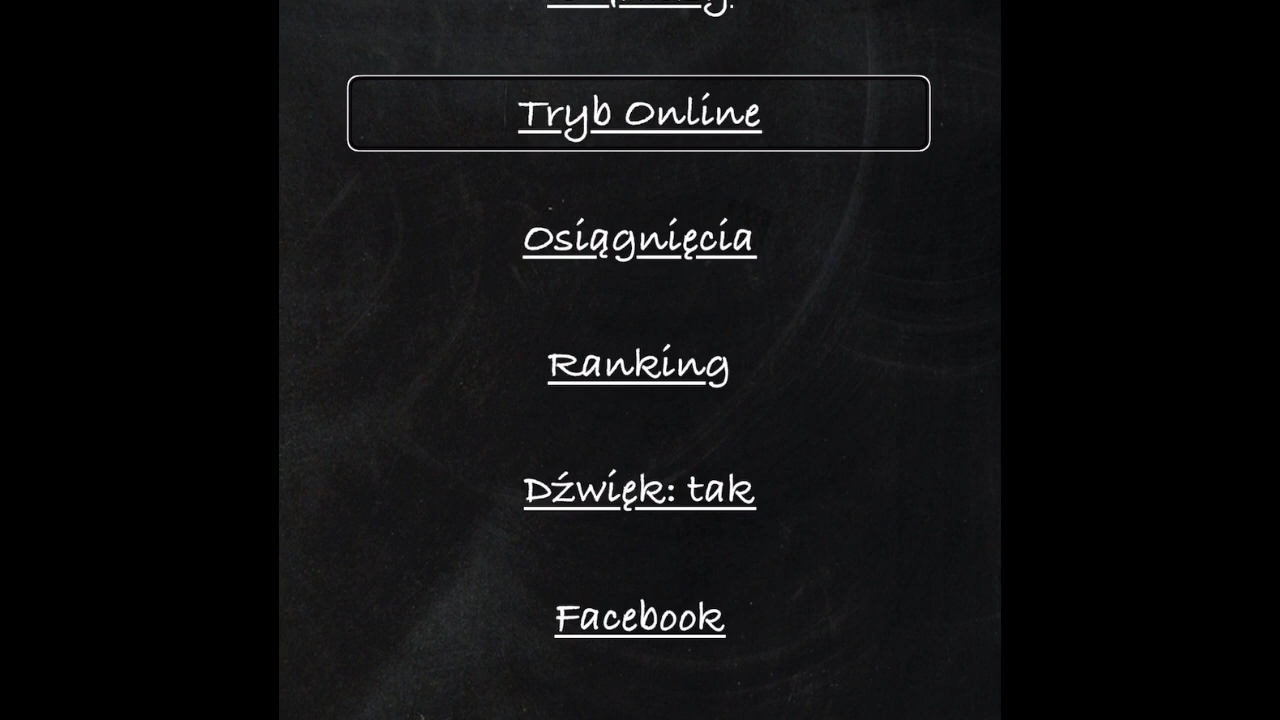 Tryb Online
Osiągnięcia
Ranking
Dźwięk: tak
Facebook